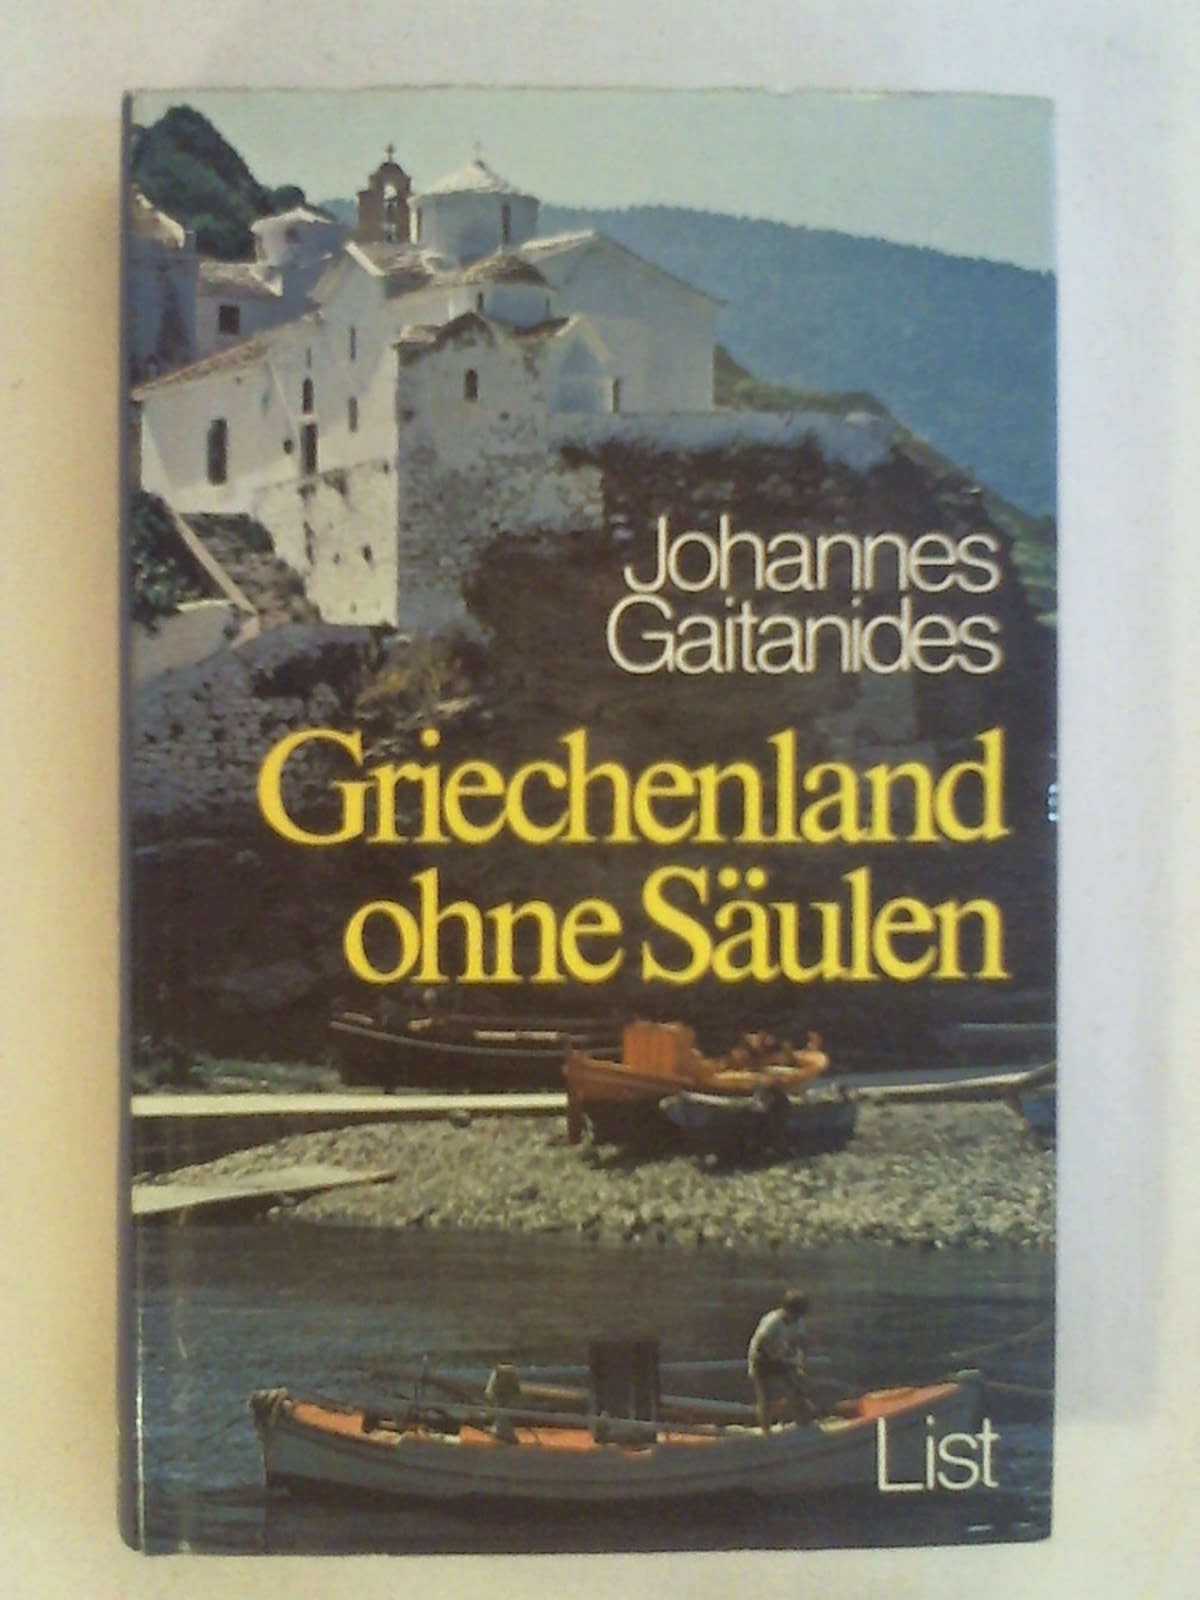 Johannes
Gaitanides
Griechenland
ohne Säulen
List